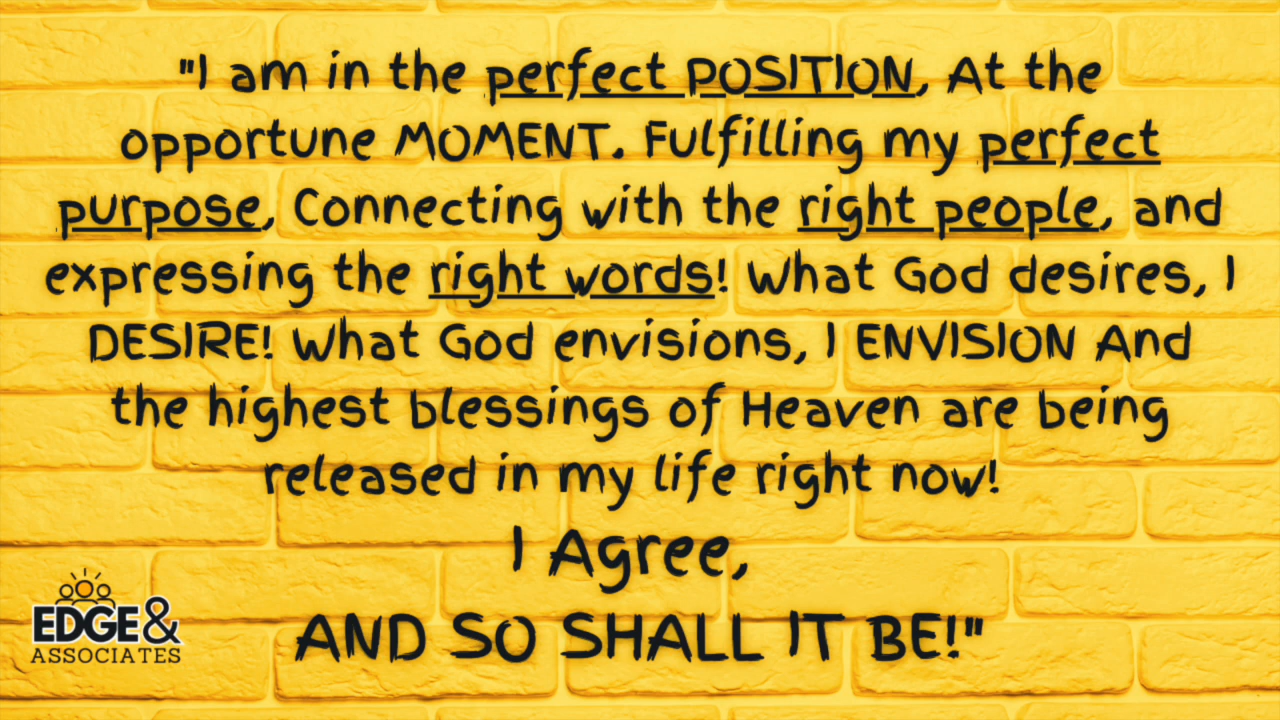 "I am in the perfect POSITION, At the
opportune MOMENT. Fulfilling my perfect
purpose, Connecting with the right people, and
expressing the right words! What God desires, I
DESIRE! What God envisions, I ENVISION And
the highest blessings of Heaven are being
released in my life right now!
I Agree,
AND SO SHALL IT BE!"
EDGE&
ASSOCIATES